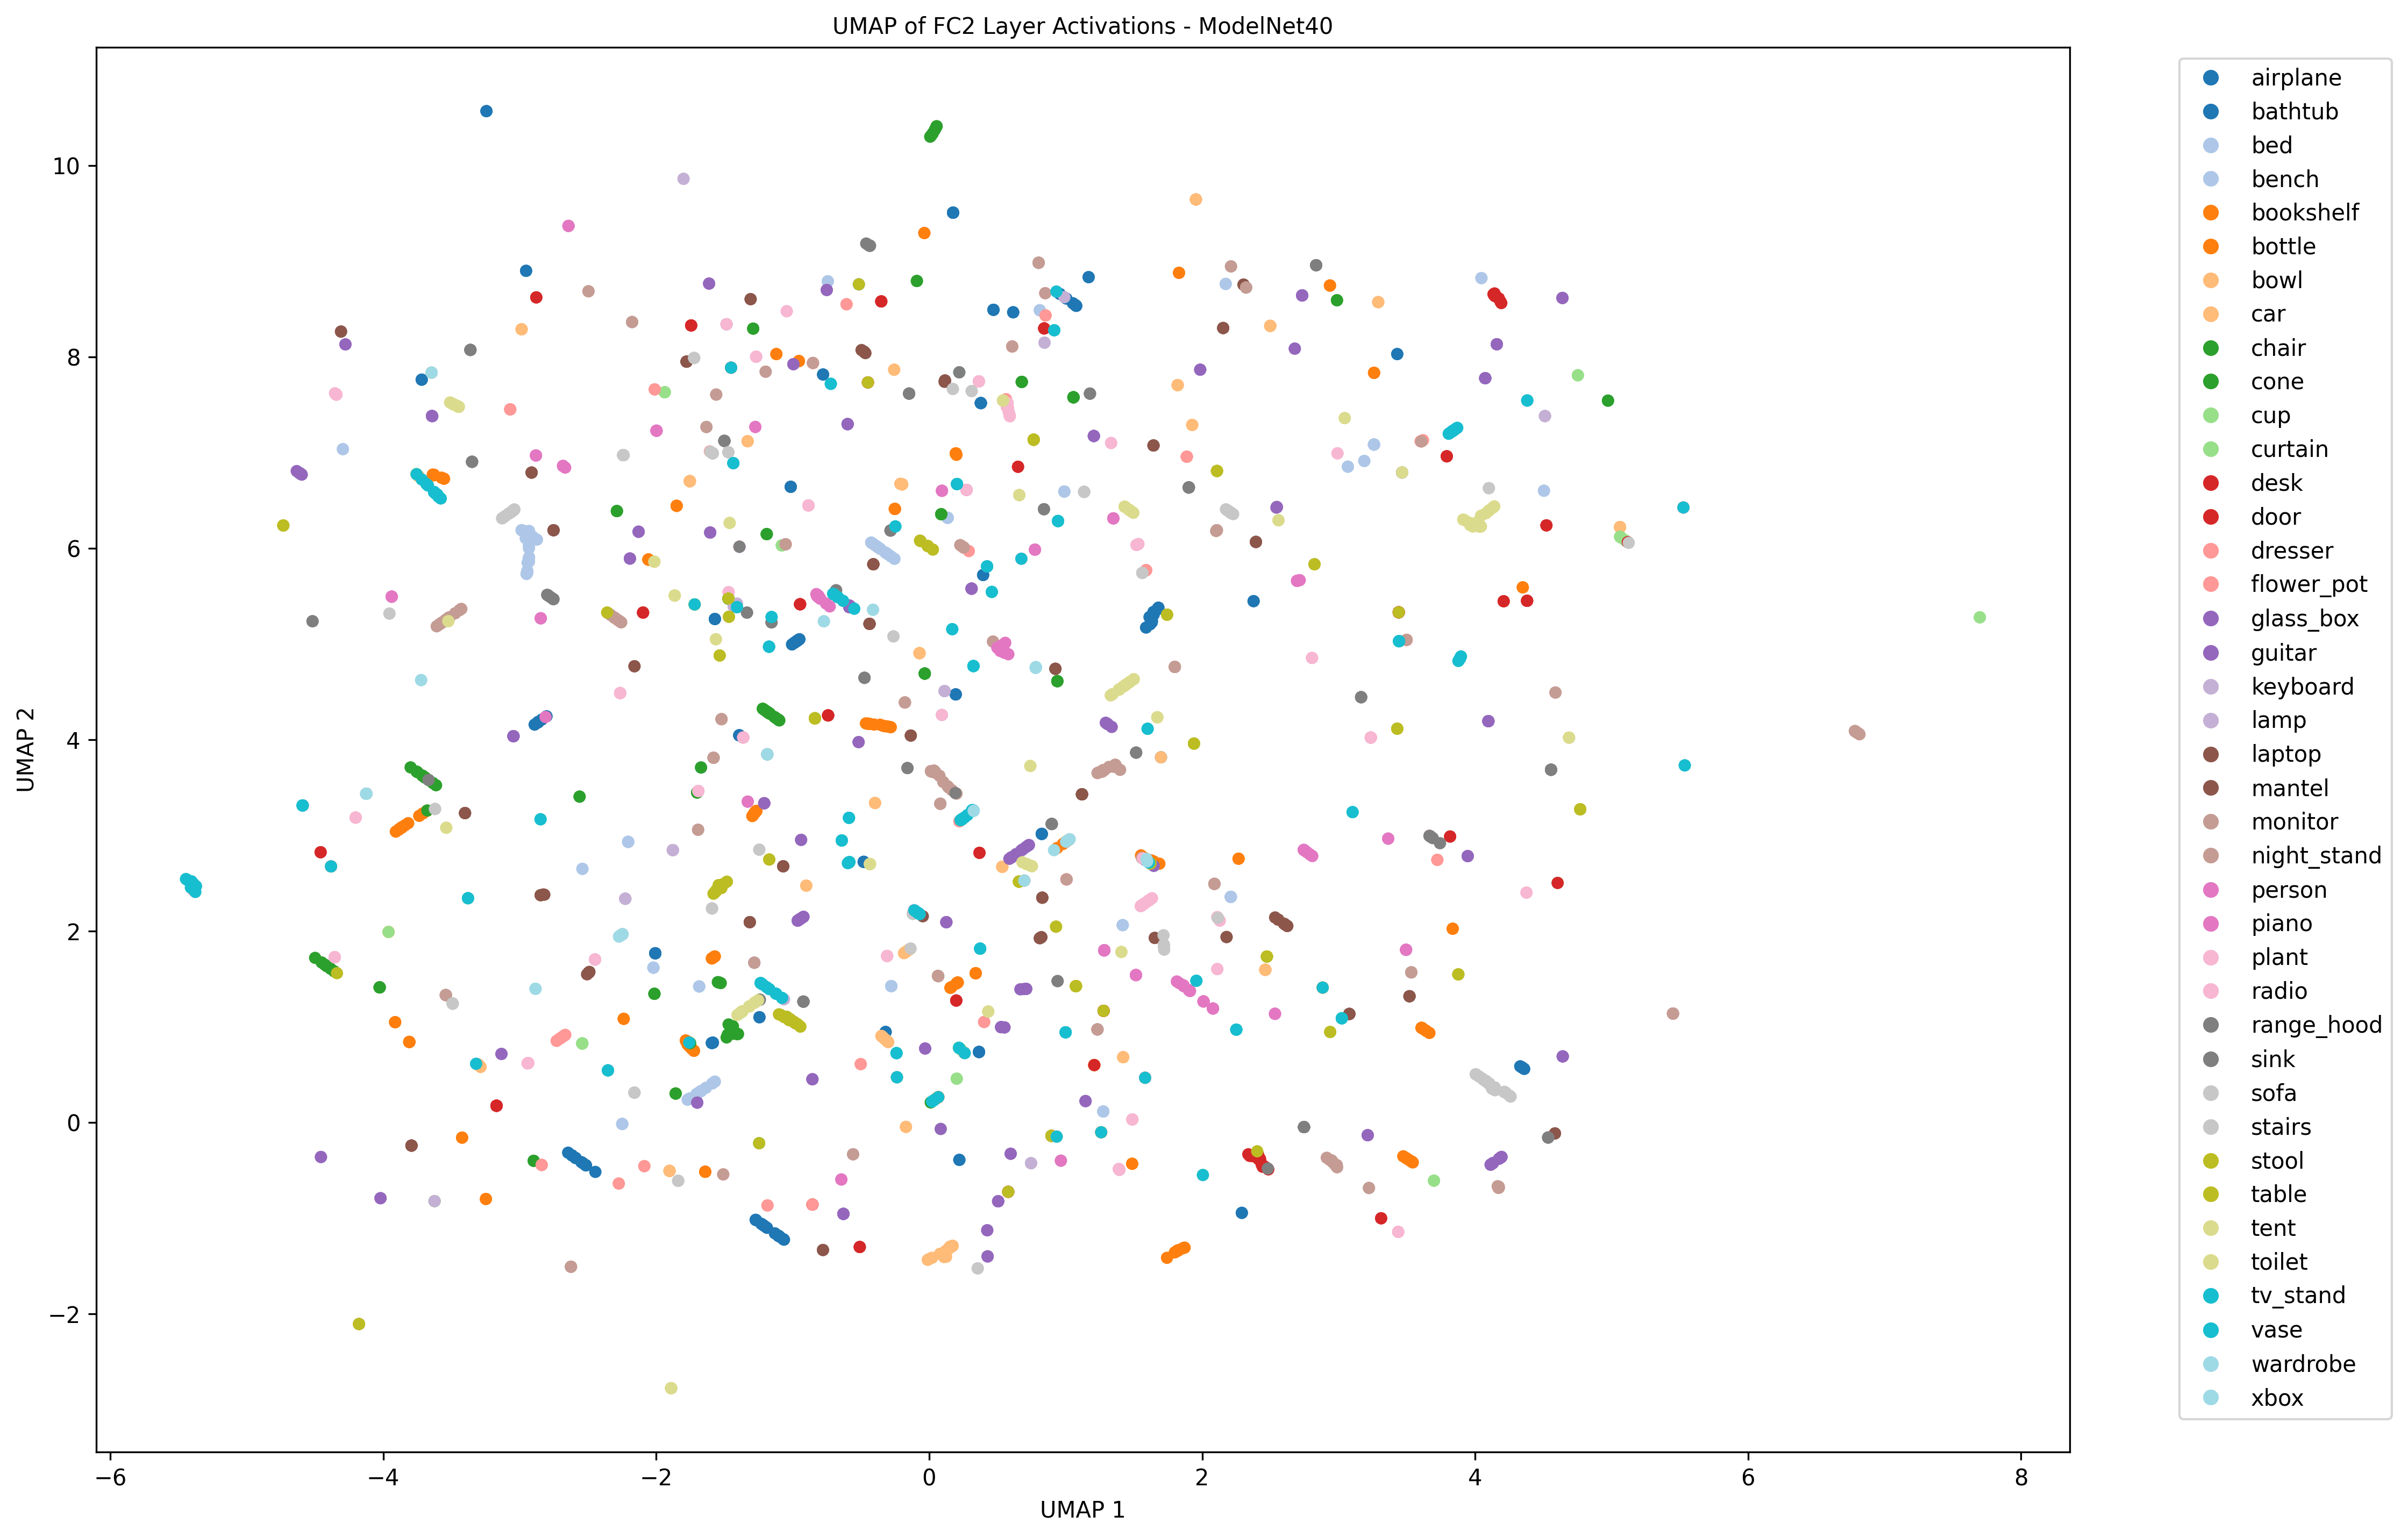 UMAP of FC2 Layer Activations - ModelNet40
10
8
6
4
2
0
−2
UMAP 2
−6
−4
−2
0
2
4
6
8
UMAP 1
airplane
bathtub
bed
bench
bookshelf
bottle
bowl
car
chair
cone
cup
curtain
desk
door
dresser
flower_pot
glass_box
guitar
keyboard
lamp
laptop
mantel
monitor
night_stand
person
piano
plant
radio
range_hood
sink
sofa
stairs
stool
table
tent
toilet
tv_stand
vase
wardrobe
xbox